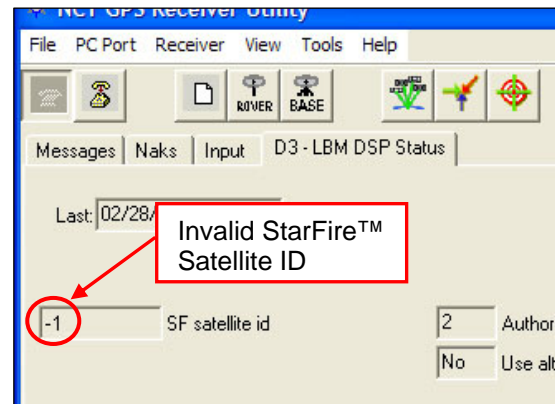 NCT GPS Receiver Utility
File PC Port Receiver View Tools Help
ROVER BASE
Messages Naks Input D3 - LBM DSP Status
Last: 02/28/
Invalid StarFire™
Satellite ID
-1 SF satellite id 2 Author
No Use alt